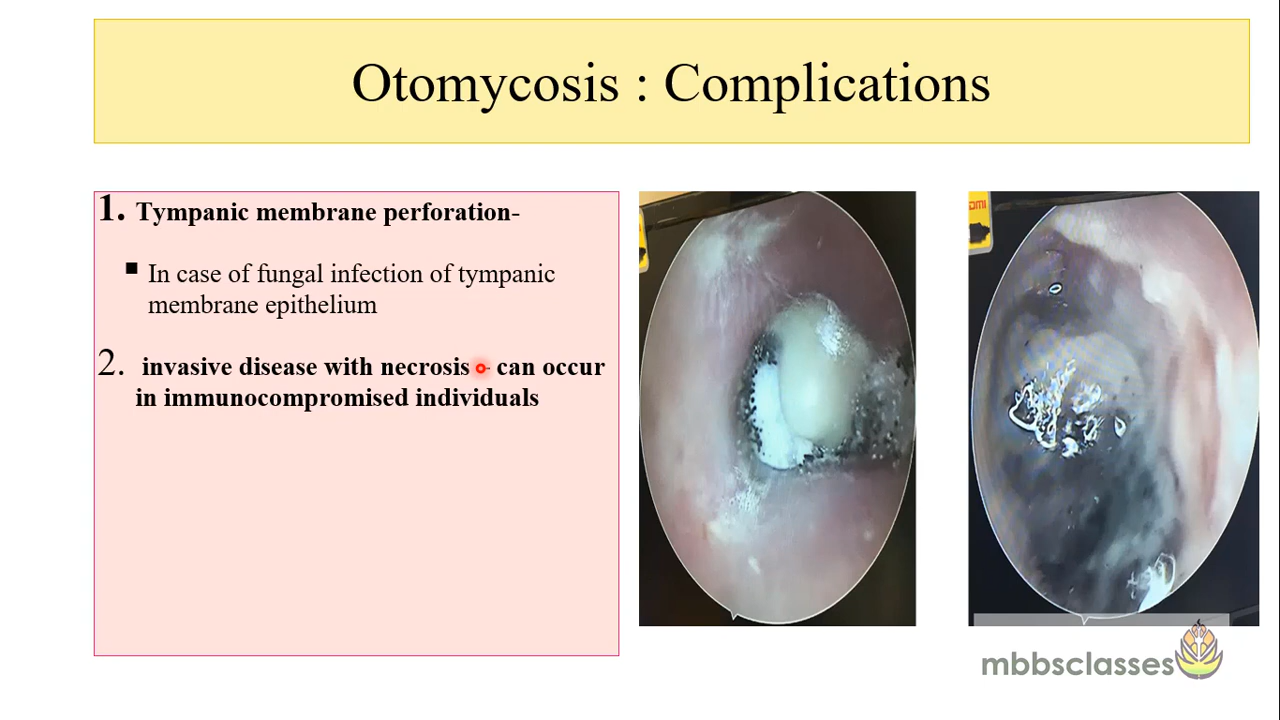 Otomycosis : Complications
1. Tympanic membrane perforation-
▪ In case of fungal infection of tympanic
membrane epithelium
2. invasive disease with necrosis - can occur
in immunocompromised individuals
mbbsclasses